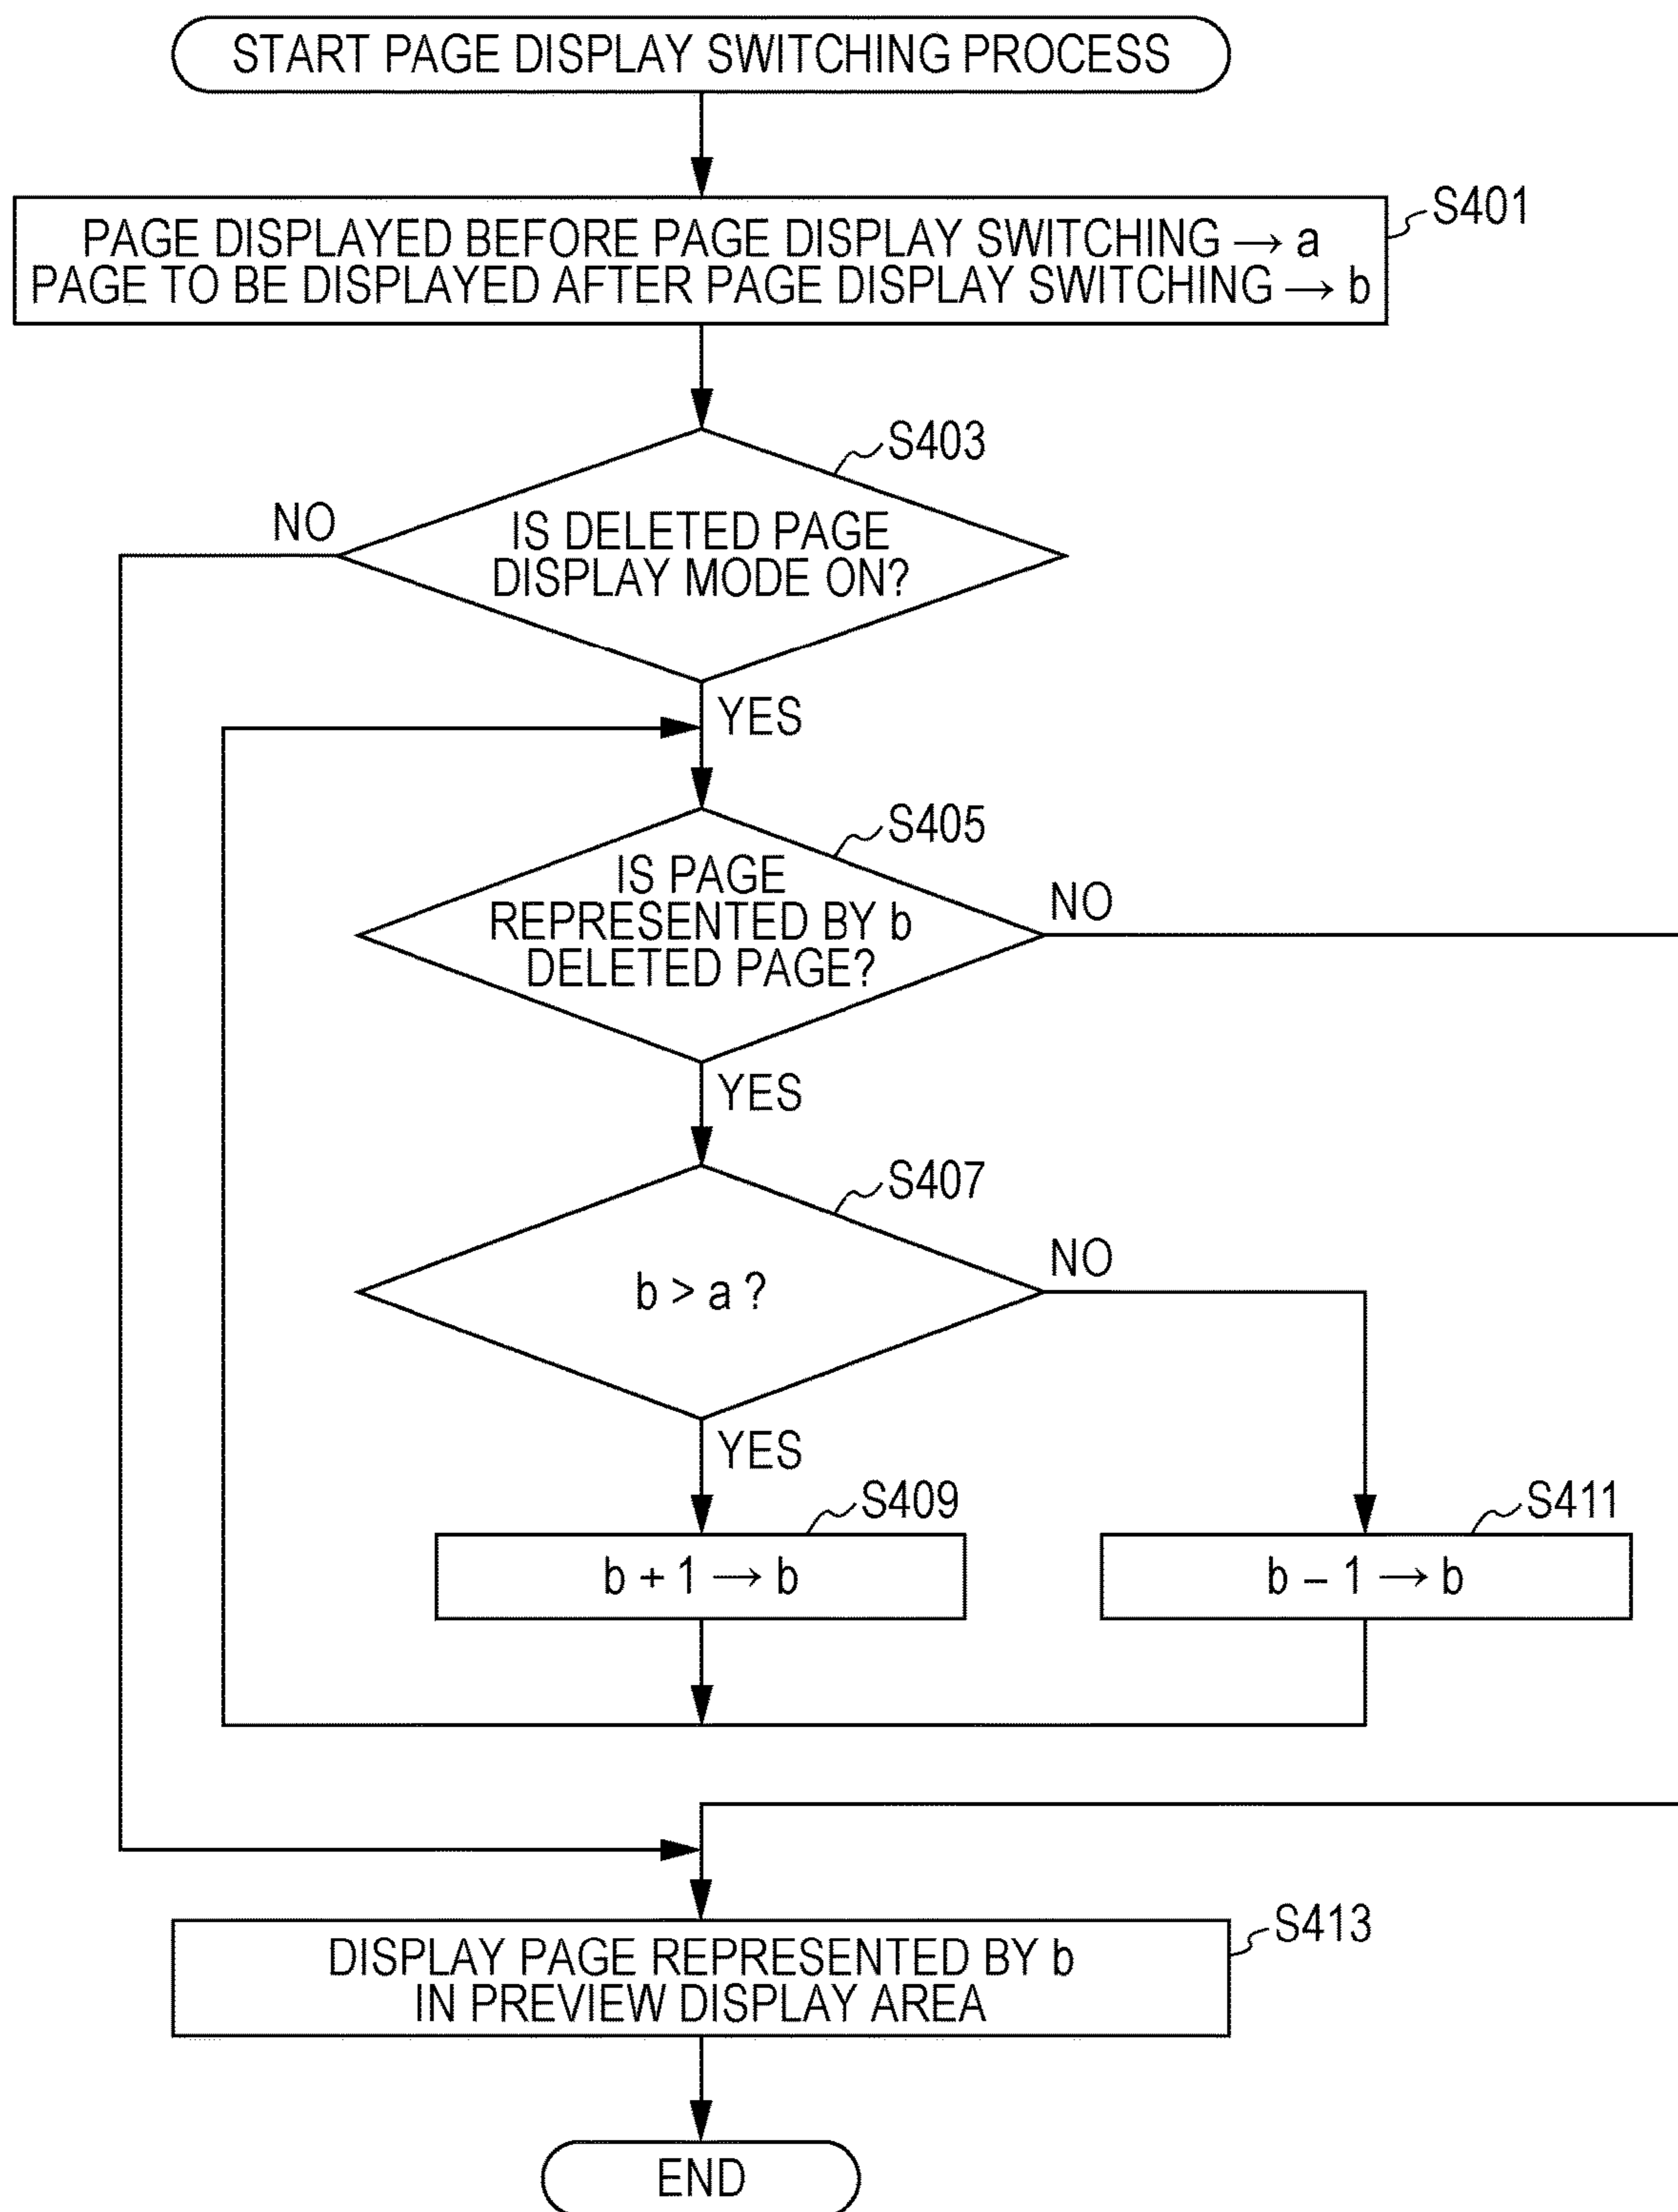 START PAGE DISPLAY SWITCHING PROCESS
S401
PAGE DISPLAYED BEFORE PAGE DISPLAY SWITCHING → a
PAGE TO BE DISPLAYED AFTER PAGE DISPLAY SWITCHING → b
S403
NO
IS DELETED PAGE
DISPLAY MODE ON?
YES
S405
IS PAGE
REPRESENTED BY b
DELETED PAGE?
NO
YES
S407
b > a ?
NO
YES
S409
b + 1 → b
S411
b – 1 → b
S413
DISPLAY PAGE REPRESENTED BY b
IN PREVIEW DISPLAY AREA
END